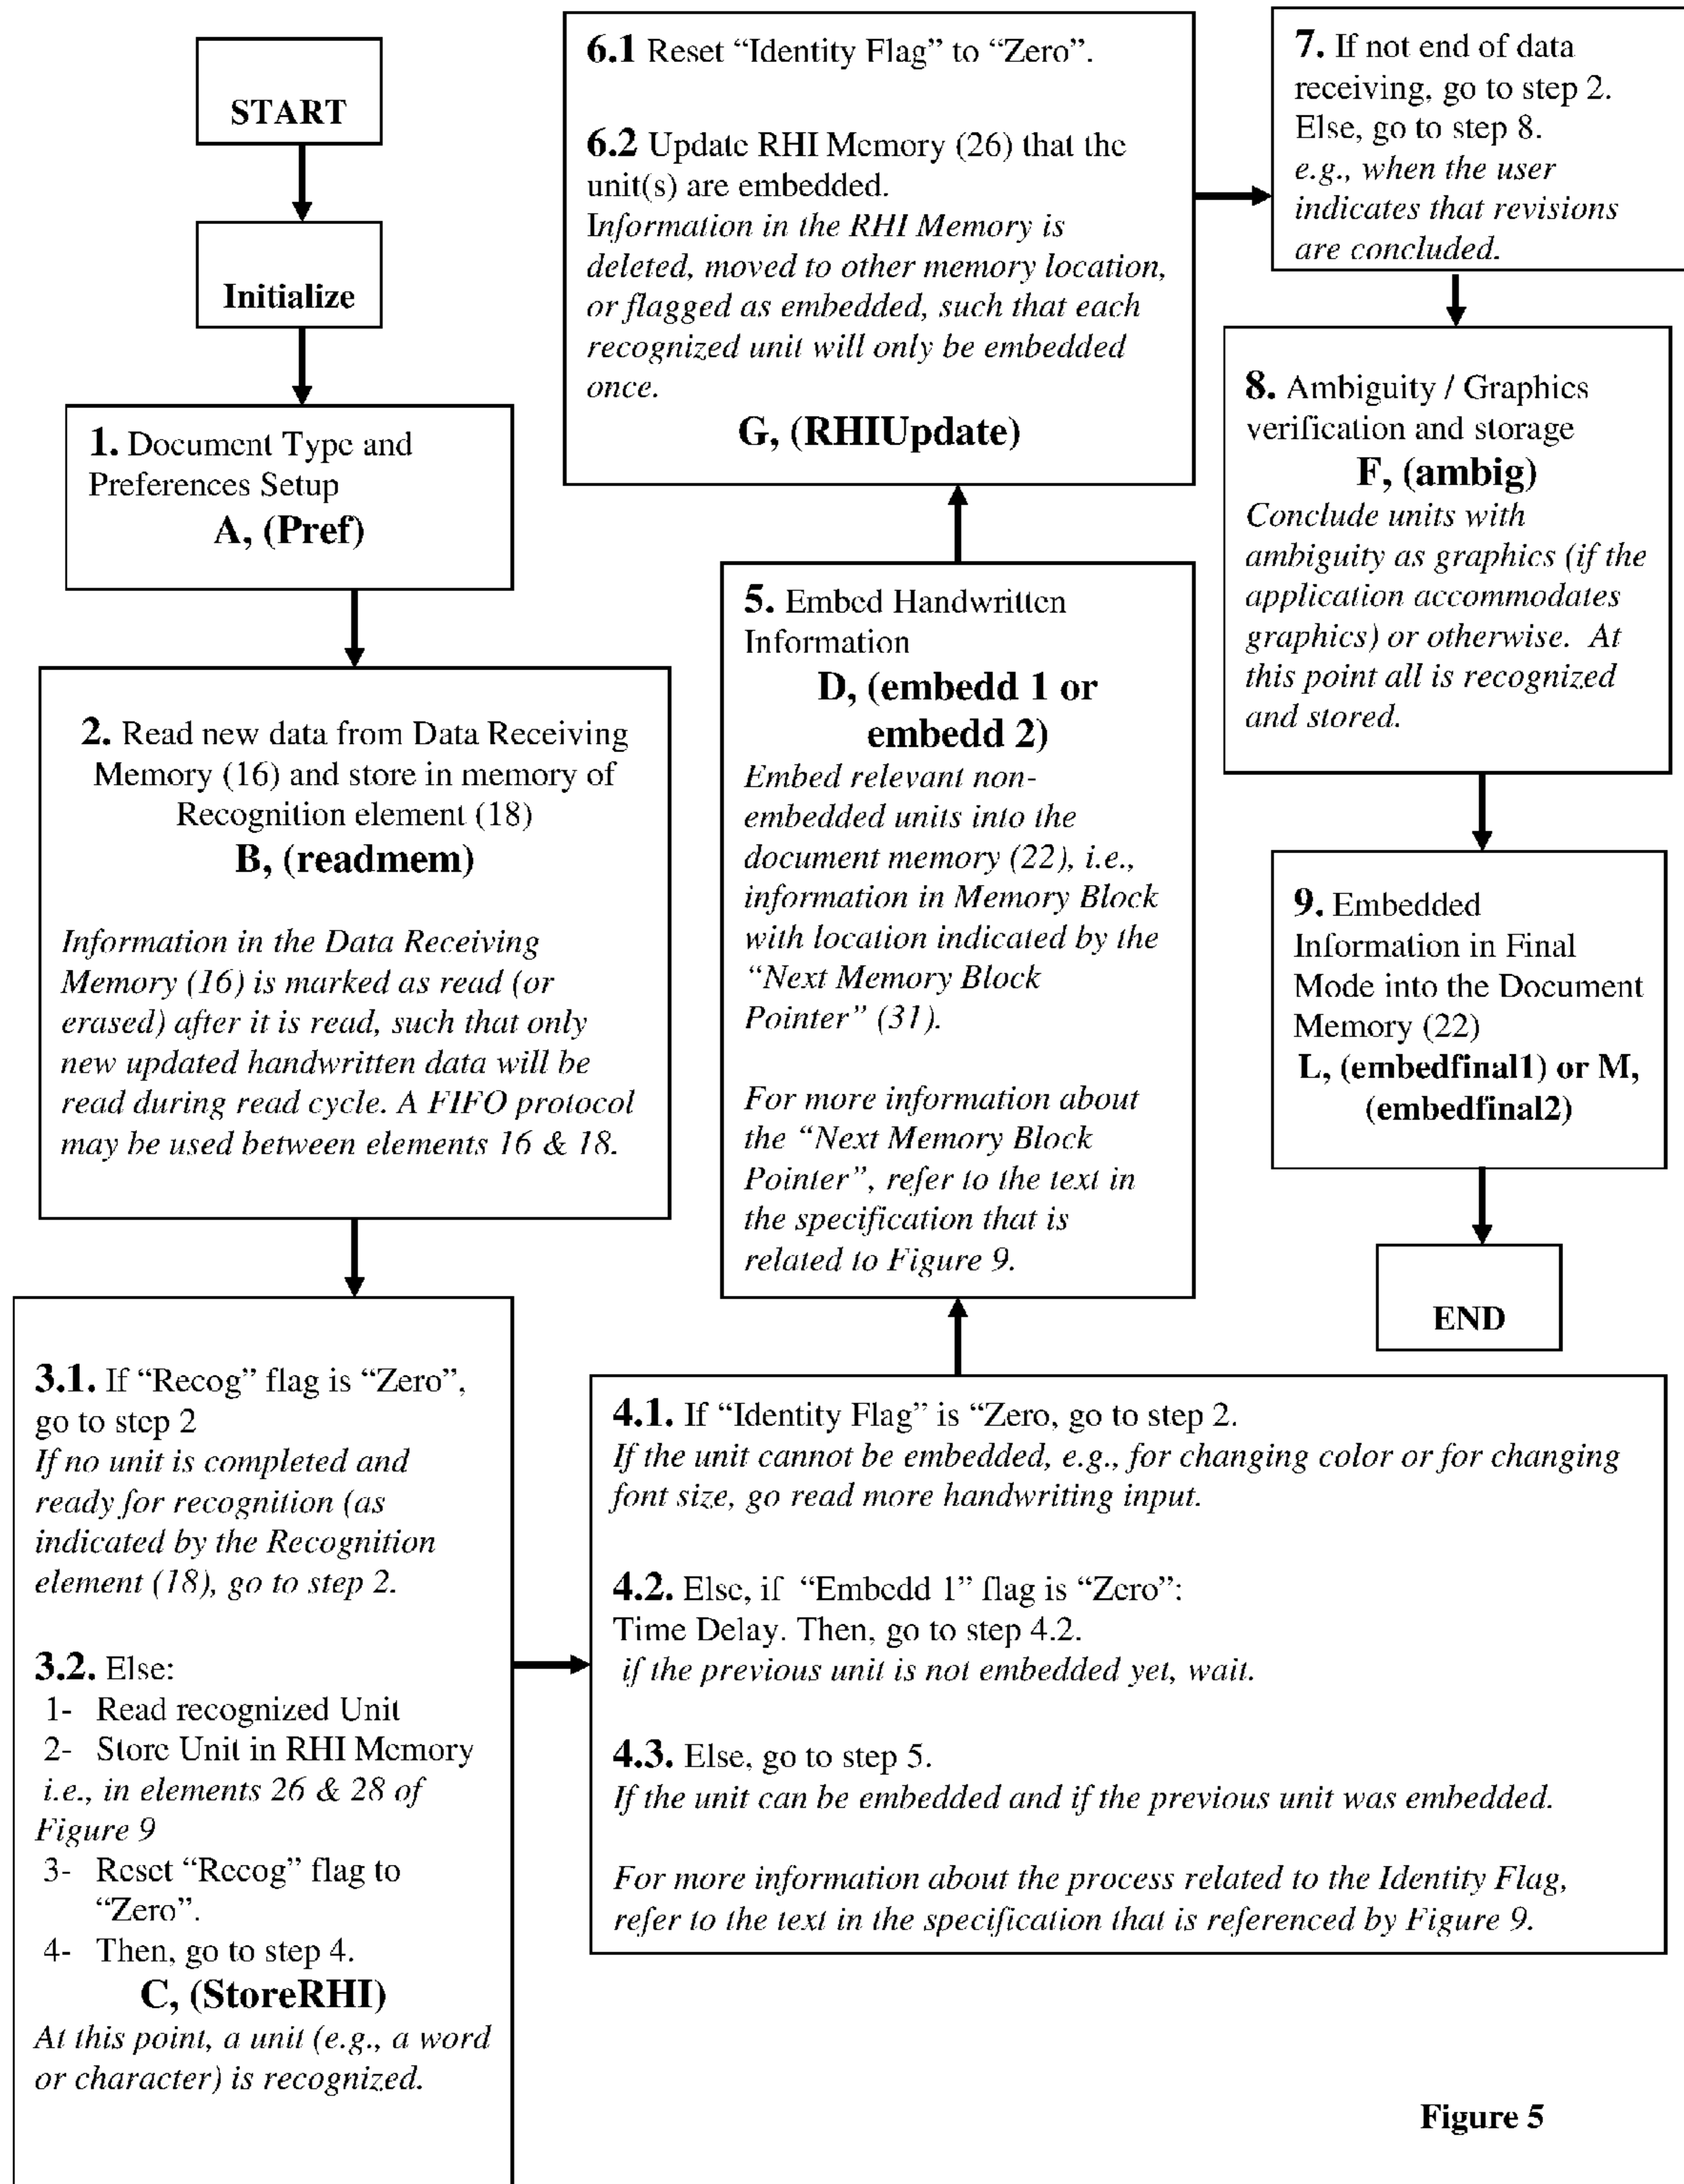 START
Initialize
1. Document Type and
Preferences Setup
A, (Pref)
2. Read new data from Data Receiving
Memory (16) and store in memory of
Recognition element (18)
B, (readmem)
Information in the Data Receiving
Memory (16) is marked as read (or
erased) after it is read, such that only
new updated handwritten data will be
read during read cycle. A FIFO protocol
may be used between elements 16 & 18.
3.1. If “Recog” flag is “Zero”,
go to step 2
If no unit is completed and
ready for recognition (as
indicated by the Recognition
element (18), go to step 2.
3.2. Else:
1- Read recognized Unit
2- Store Unit in RHI Memory
i.e., in elements 26 & 28 of
Figure 9
3- Reset “Recog” flag to
“Zero”.
4- Then, go to step 4.
C, (StoreRHI)
At this point, a unit (e.g., a word
or character) is recognized.
4.1. If “Identity Flag” is “Zero, go to step 2.
If the unit cannot be embedded, e.g., for changing color or for changing
font size, go read more handwriting input.
4.2. Else, if “Embedd 1” flag is “Zero”:
Time Delay. Then, go to step 4.2.
if the previous unit is not embedded yet, wait.
4.3. Else, go to step 5.
If the unit can be embedded and if the previous unit was embedded.
For more information about the process related to the Identity Flag,
refer to the text in the specification that is referenced by Figure 9.
5. Embed Handwritten
Information
D, (embedd 1 or
embedd 2)
Embed relevant non-
embedded units into the
document memory (22), i.e.,
information in Memory Block
with location indicated by the
“Next Memory Block
Pointer” (31).
For more information about
the “Next Memory Block
Pointer”, refer to the text in
the specification that is
related to Figure 9.
6.1 Reset “Identity Flag” to “Zero”.
6.2 Update RHI Memory (26) that the
unit(s) are embedded.
Information in the RHI Memory is
deleted, moved to other memory location,
or flagged as embedded, such that each
recognized unit will only be embedded
once.
G, (RHIUpdate)
7. If not end of data
receiving, go to step 2.
Else, go to step 8.
e.g., when the user
indicates that revisions
are concluded.
8. Ambiguity / Graphics
verification and storage
F, (ambig)
Conclude units with
ambiguity as graphics (if the
application accommodates
graphics) or otherwise. At
this point all is recognized
and stored.
9. Embedded
Information in Final
Mode into the Document
Memory (22)
L, (embedfinal1) or M,
(embedfinal2)
END
Figure 5